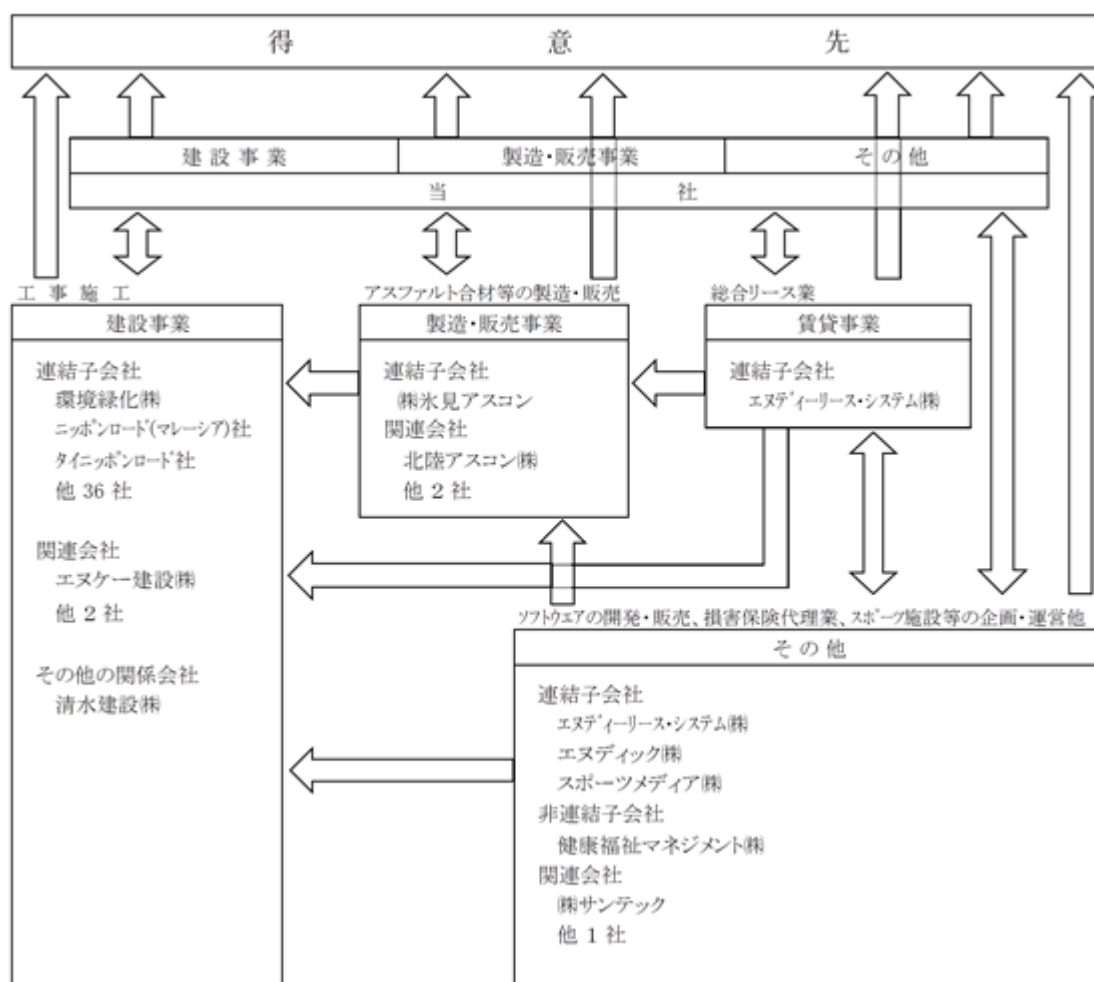 得意先
建設事業
製造・販売事業
その他
当社
工事施工
建設事業
連結子会社
環境緑化㈱
ニッポンロード(マレーシア)社
タイニッポンロード社
他 36 社
関連会社
エヌケー建設㈱
他 2 社
その他の関係会社
清水建設㈱
アスファルト合材等の製造・販売
製造・販売事業
連結子会社
㈱氷見アスコン
関連会社
北陸アスコン㈱
他 2 社
総合リース業
賃貸事業
連結子会社
エヌディーリース・システム㈱
ソフトウエアの開発・販売、損害保険代理業、スポーツ施設等の企画・運営他
その他
連結子会社
エヌディーリース・システム㈱
エヌディック㈱
スポーツメディア㈱
非連結子会社
健康福祉マネジメント㈱
関連会社
㈱サンテック
他 1 社